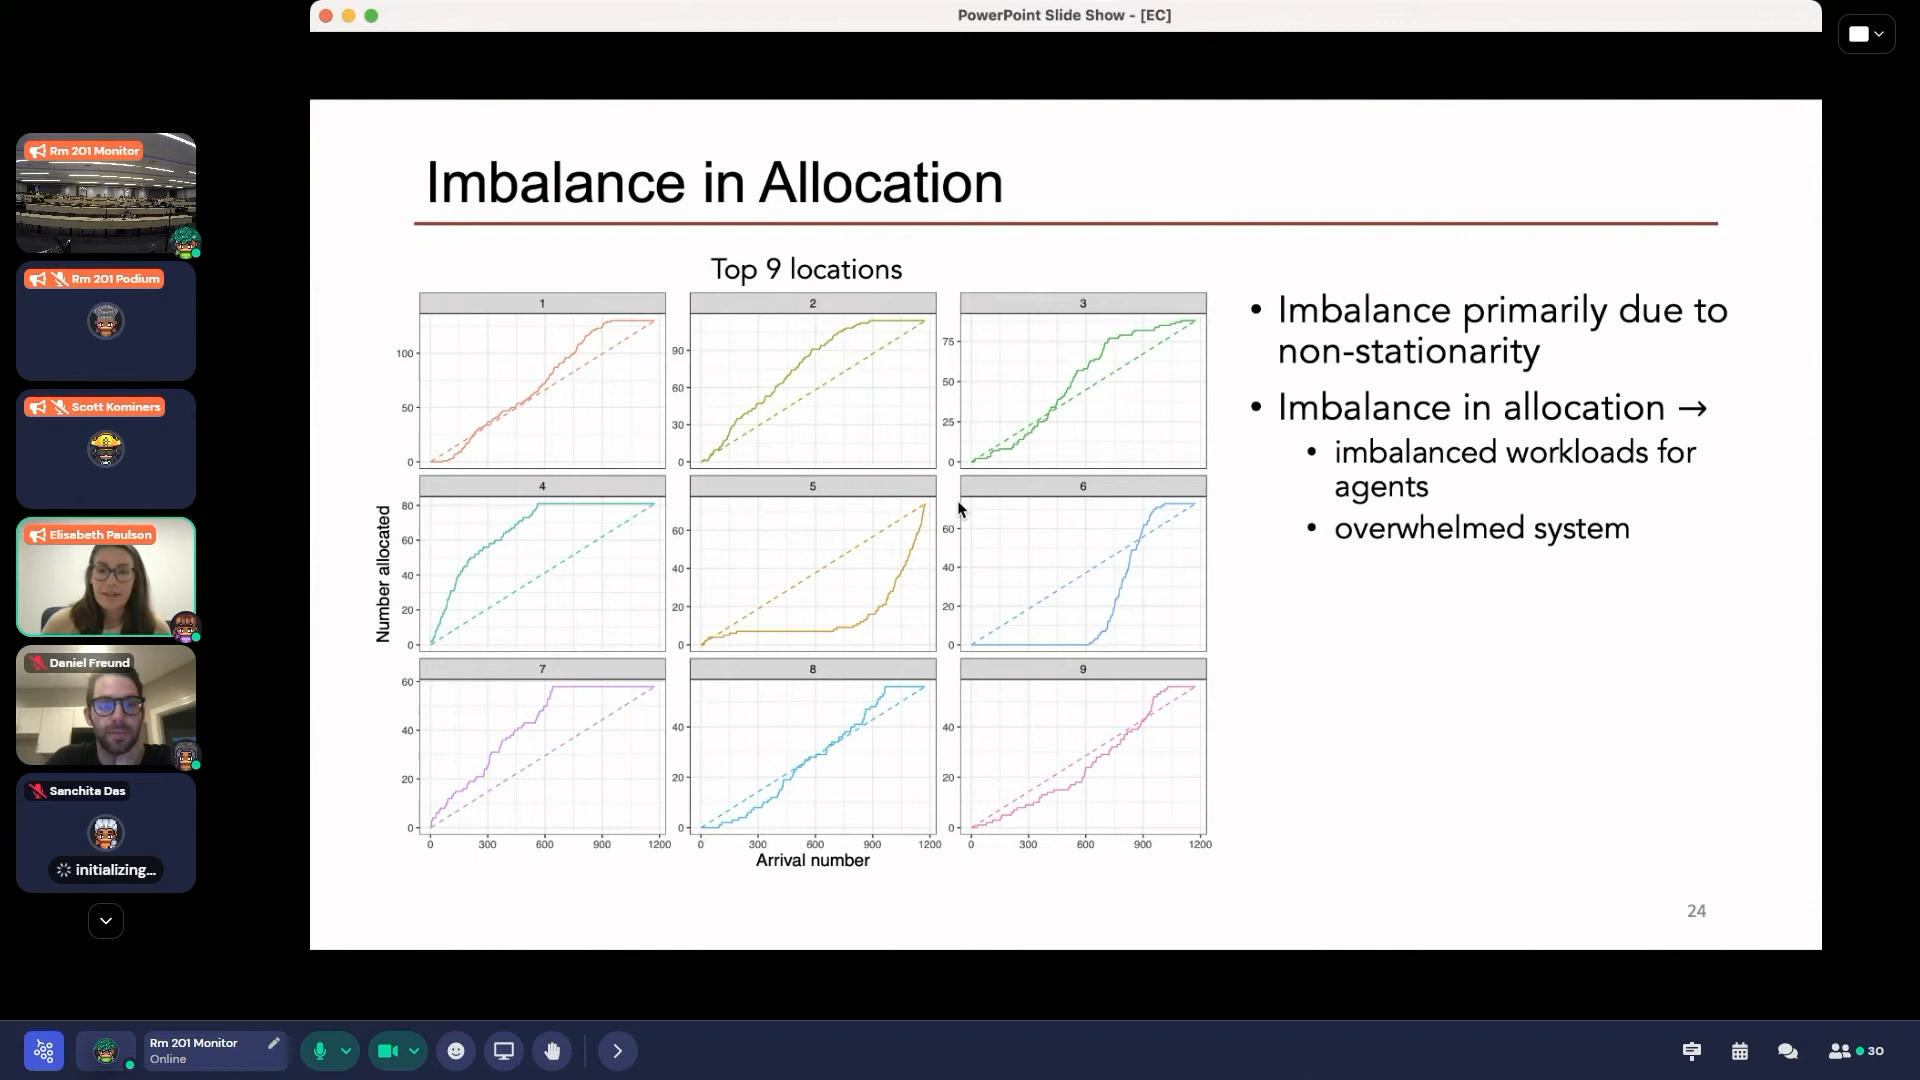 PowerPoint Slide Show - [EC]
Rm 201 Monitor
Rm 201 Podium
Scott Kominers
Elisabeth Paulson
Daniel Freund
Sanchita Das
initializing...
Imbalance in Allocation
Top 9 locations
1
100
50
0
2
90
60
30
0
3
75
50
25
0
4
80
60
40
20
0
5
60
40
20
0
6
60
40
20
0
7
60
40
20
0
8
40
20
0
9
40
20
0
0 300 600 900 1200
0 300 600 900 1200
0 300 600 900 1200
Number allocated
Arrival number
• Imbalance primarily due to
non-stationarity
• Imbalance in allocation →
• imbalanced workloads for
agents
• overwhelmed system
24
Rm 201 Monitor
Online
30